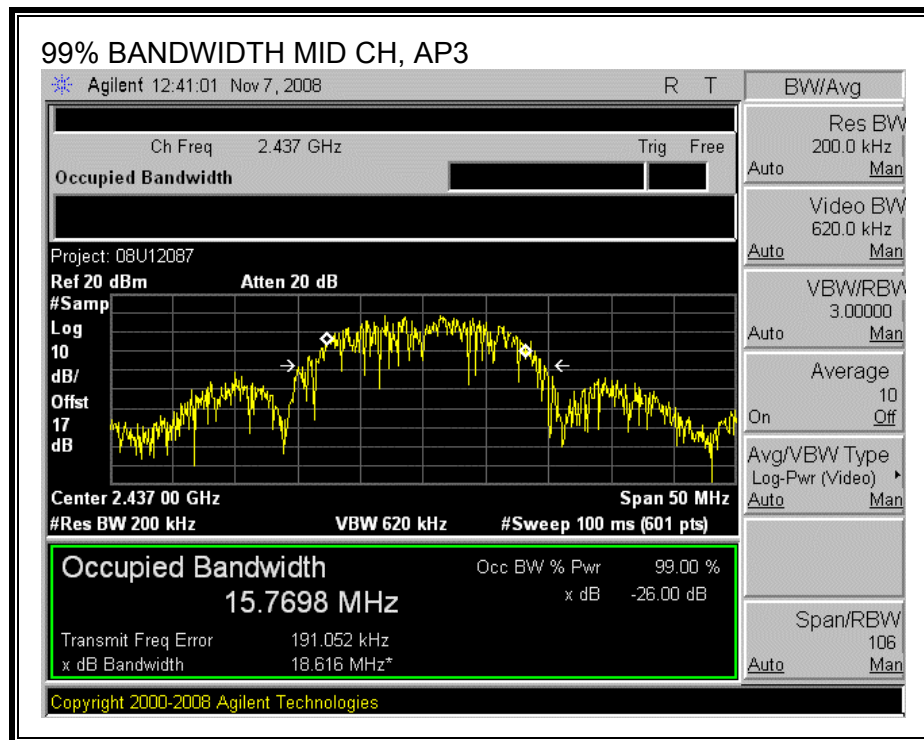 99% BANDWIDTH MID CH, AP3
Agilent 12:41:01 Nov 7, 2008 R T
BW/Avg
Ch Freq 2.437 GHz Trig Free
Occupied Bandwidth
Project: 08U12087
Ref 20 dBm Atten 20 dB
#Samp
Log
10
dB/
Offst
17
dB
Center 2.437 00 GHz Span 50 MHz
#Res BW 200 kHz VBW 620 kHz #Sweep 100 ms (601 pts)
Occupied Bandwidth Occ BW % Pwr 99.00 %
15.7698 MHz x dB -26.00 dB
Transmit Freq Error 191.052 kHz
x dB Bandwidth 18.616 MHz*
Copyright 2000-2008 Agilent Technologies
Res BW
200.0 kHz
Auto Man
Video BW
620.0 kHz
Auto Man
VBW/RBW
3.00000
Auto Man
Average
10
On Off
Avg/VBW Type
Log-Pwr (Video)
Auto Man
Span/RBW
106
Auto Man